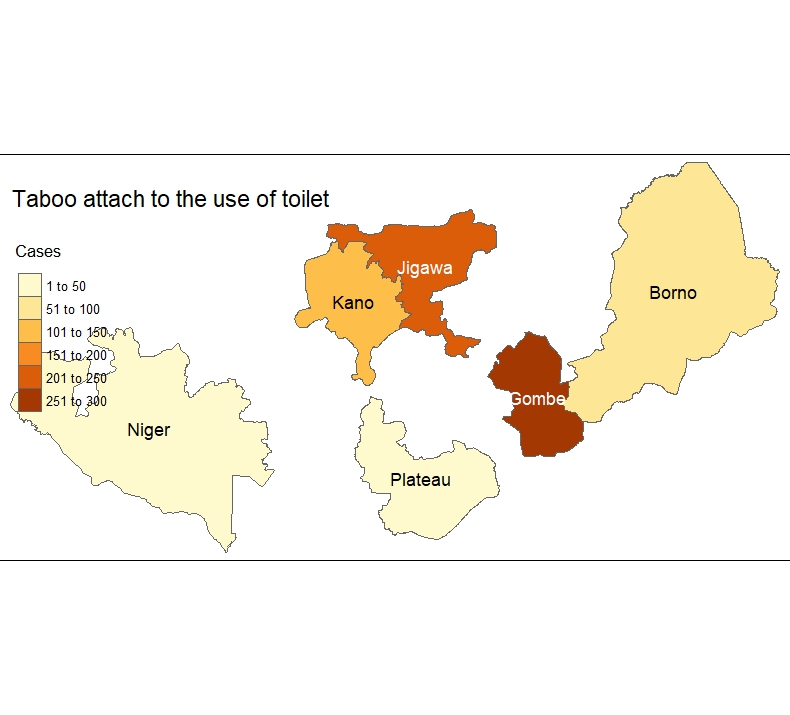 Taboo attach to the use of toilet
Cases
1 to 50
51 to 100
101 to 150
151 to 200
201 to 250
251 to 300
Jigawa
Kano
Borno
Gombe
Niger
Plateau